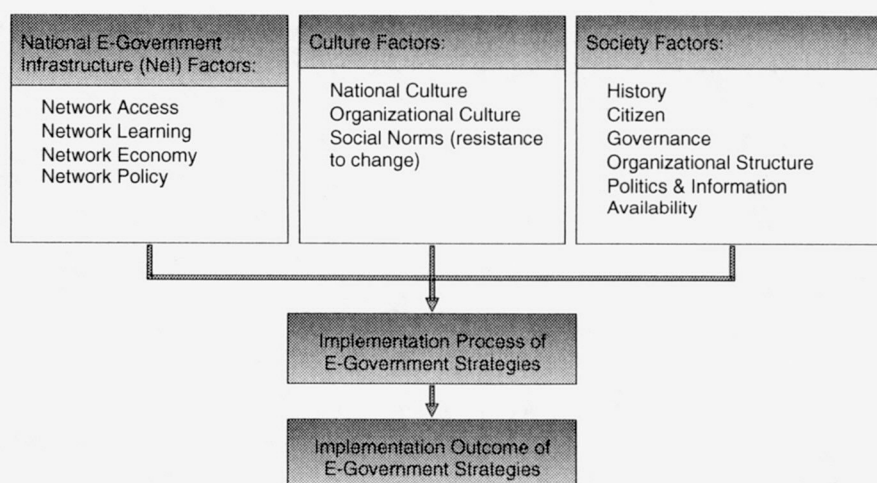 National E-Government
Infrastructure (NeI) Factors:
Network Access
Network Learning
Network Economy
Network Policy
Culture Factors:
National Culture
Organizational Culture
Social Norms (resistance
to change)
Society Factors:
History
Citizen
Governance
Organizational Structure
Politics & Information
Availability
Implementation Process of
E-Government Strategies
Implementation Outcome of
E-Government Strategies